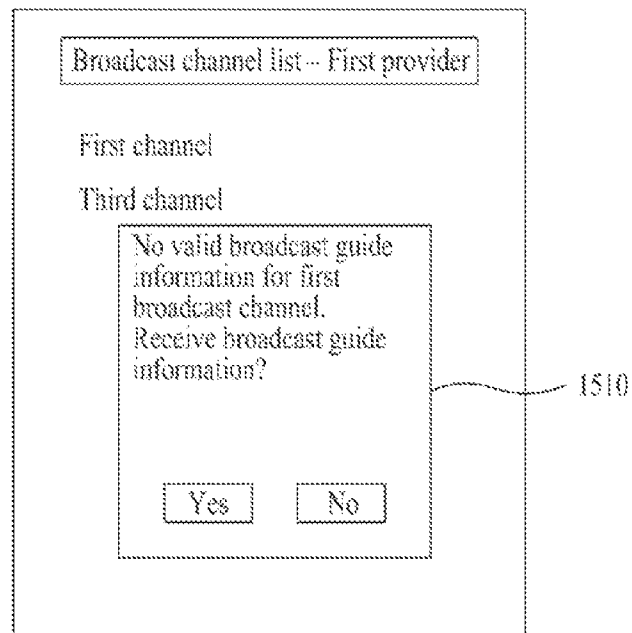 Broadcast channel list – First provider
First channel
Third channel
No valid broadcast guide
information for first
broadcast channel.
Receive broadcast guide
information?
1510
Yes No